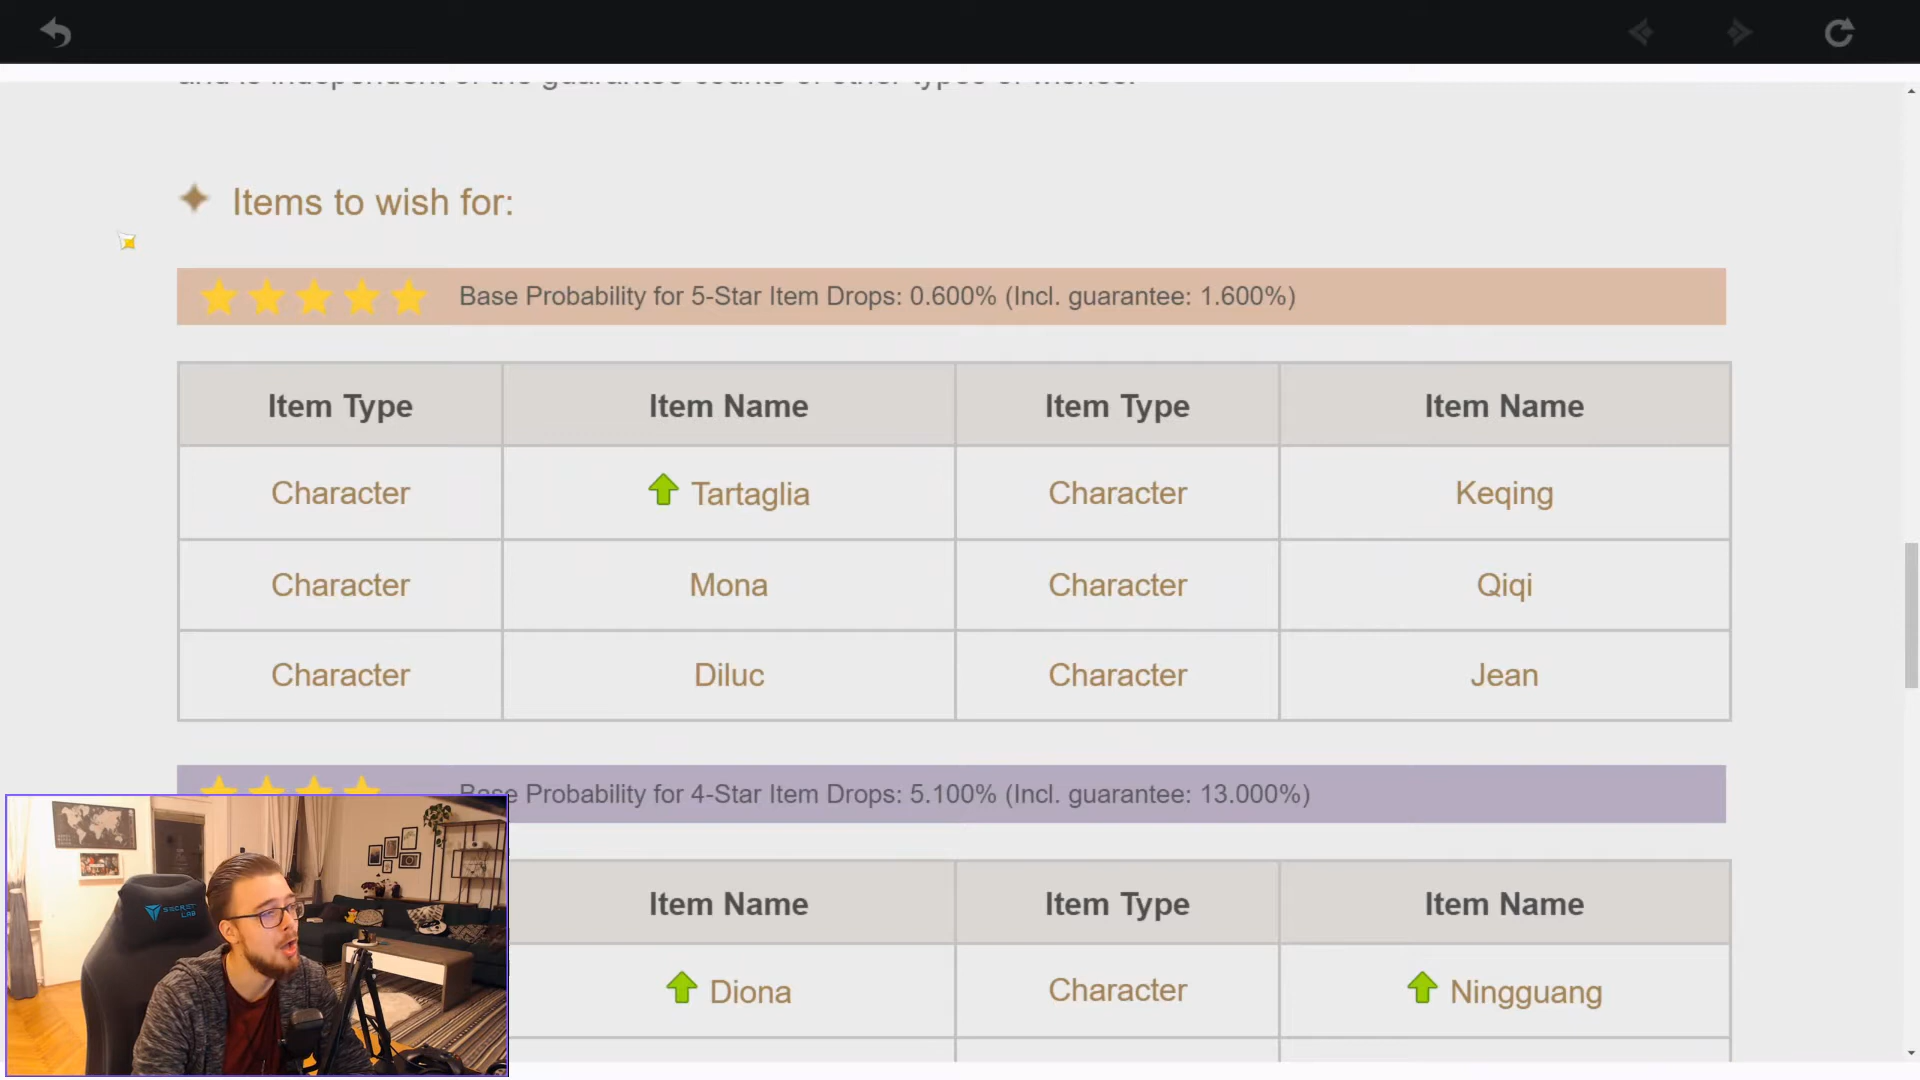 Items to wish for:
Base Probability for 5-Star Item Drops: 0.600% (Incl. guarantee: 1.600%)
Item Type Item Name Item Type Item Name
Character Tartaglia Character Keqing
Character Mona Character Qiqi
Character Diluc Character Jean
Base Probability for 4-Star Item Drops: 5.100% (Incl. guarantee: 13.000%)
Item Name Item Type Item Name
Diona Character Ningguang
SECRET
LAB